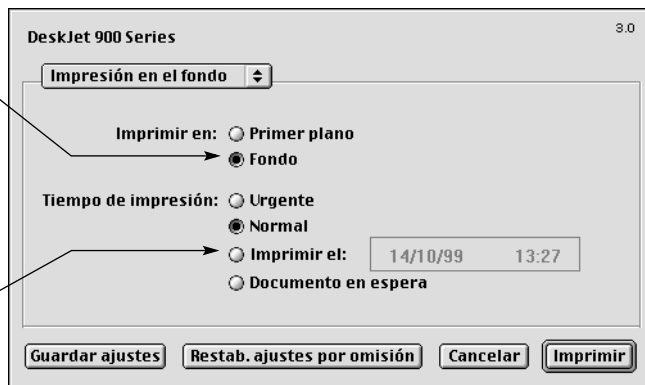 DeskJet 900 Series 3.0
Impresión en el fondo
Imprimir en: Primer plano
Fondo
Tiempo de impresión: Urgente
Normal
Imprimir el: 14/10/99 13:27
Documento en espera
Guardar ajustes Restab. ajustes por omisión Cancelar Imprimir